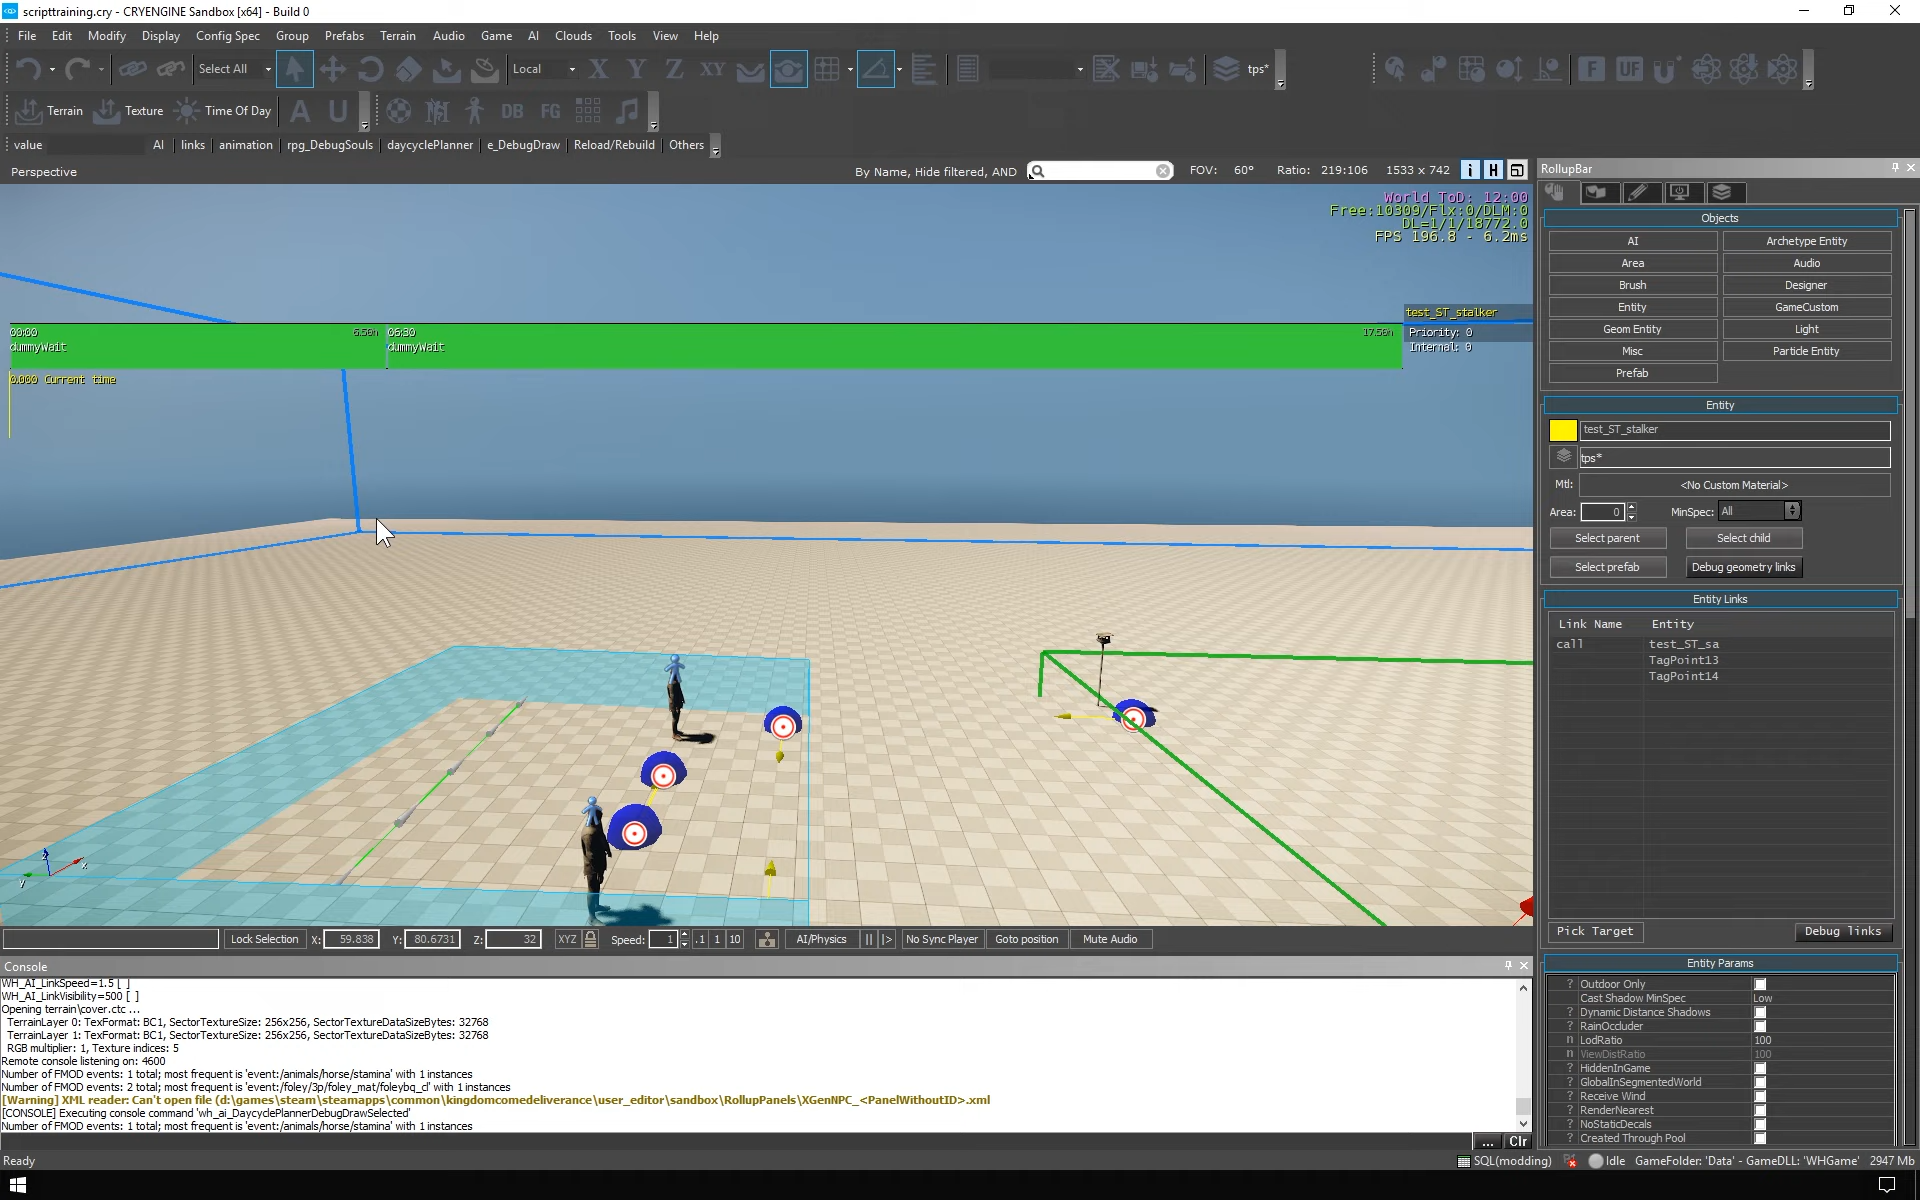 scripttraining.cry - CRYENGINE Sandbox [x64] - Build 0
File Edit Modify Display Config Spec Group Prefabs Terrain Audio Game AI Clouds Tools View Help
Select All Local X Y Z XY tps* F UF
Terrain Texture Time Of Day A U DB FG
value AI links animation rpg_DebugSouls daycyclePlanner e_DebugDraw Reload/Rebuild Others
Perspective By Name, Hide filtered, AND FOV: 60° Ratio: 219:106 1533 x 742 i H
World ToD: 12:00
Free:10309/Flx:0/DLM:0
DL=1/1/18772.0
FPS 196.8 - 6.2ms
test_ST_stalker
00:00 6.50h 06:30 17.50h Priority: 0
dummyWait dummyWait Internal: 0
0.000 Current time
Lock Selection X: 59.838 Y: 80.6731 Z: 32 XYZ Speed: 1 .1 1 10 AI/Physics || |> No Sync Player Goto position Mute Audio
Console
WH_AI_LinkSpeed=1.5 [ ]
WH_AI_LinkVisibility=500 [ ]
Opening terrain\cover.ctc ...
TerrainLayer 0: TexFormat: BC1, SectorTextureSize: 256x256, SectorTextureDataSizeBytes: 32768
TerrainLayer 1: TexFormat: BC1, SectorTextureSize: 256x256, SectorTextureDataSizeBytes: 32768
RGB multiplier: 1, Texture indices: 5
Remote console listening on: 4600
Number of FMOD events: 1 total; most frequent is 'event:/animals/horse/stamina' with 1 instances
Number of FMOD events: 2 total; most frequent is 'event:/foley/3p/foley_mat/foleybq_cl' with 1 instances
[Warning] XML reader: Can't open file (d:\games\steam\steamapps\common\kingdomcomedeliverance\user_editor\sandbox\RollupPanels\XGenNPC_<PanelWithoutID>.xml
[CONSOLE] Executing console command 'wh_ai_DaycyclePlannerDebugDrawSelected'
Number of FMOD events: 1 total; most frequent is 'event:/animals/horse/stamina' with 1 instances
... Clr
RollupBar
Objects
AI Archetype Entity
Area Audio
Brush Designer
Entity GameCustom
Geom Entity Light
Misc Particle Entity
Prefab
Entity
test_ST_stalker
tps*
Mtl: <No Custom Material>
Area: 0 MinSpec: All
Select parent Select child
Select prefab Debug geometry links
Entity Links
Link Name Entity
call test_ST_sa
TagPoint13
TagPoint14
Pick Target Debug links
Entity Params
? Outdoor Only
Cast Shadow MinSpec Low
? Dynamic Distance Shadows
? RainOccluder
n LodRatio 100
n ViewDistRatio 100
? HiddenInGame
? GlobalInSegmentedWorld
? Receive Wind
? RenderNearest
? NoStaticDecals
? Created Through Pool
Ready SQL(modding) Idle GameFolder: 'Data' - GameDLL: 'WHGame' 2947 Mb